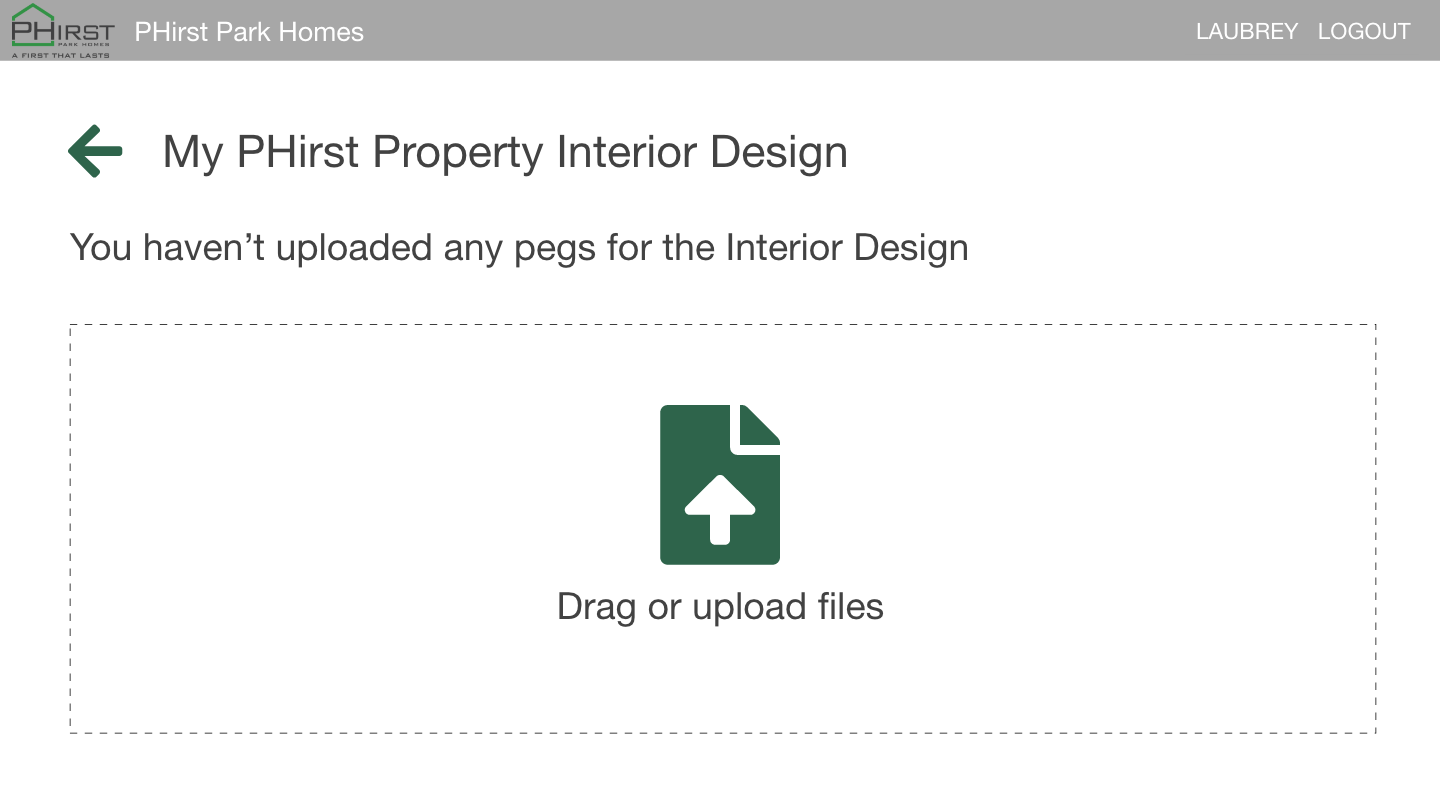 PHirst
PARK HOMES
A FIRST THAT LASTS
PHirst Park Homes
LAUBREY LOGOUT
My PHirst Property Interior Design
You haven’t uploaded any pegs for the Interior Design
Drag or upload files